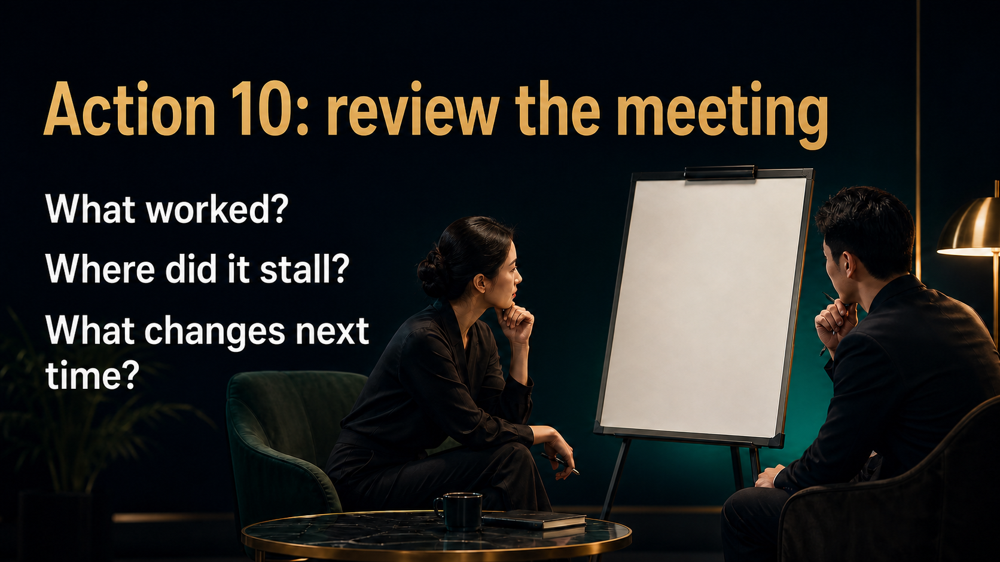 Action 10: review the meeting
What worked?
Where did it stall?
What changes next
time?